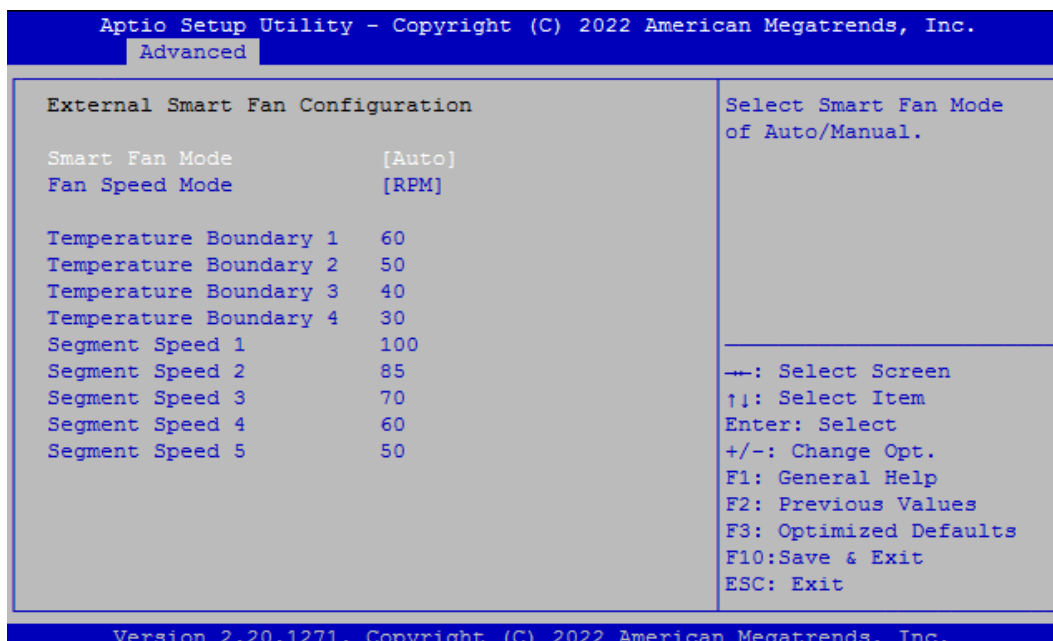 Aptio Setup Utility - Copyright (C) 2022 American Megatrends, Inc.
Advanced
External Smart Fan Configuration
Smart Fan Mode [Auto]
Fan Speed Mode [RPM]
Temperature Boundary 1 60
Temperature Boundary 2 50
Temperature Boundary 3 40
Temperature Boundary 4 30
Segment Speed 1 100
Segment Speed 2 85
Segment Speed 3 70
Segment Speed 4 60
Segment Speed 5 50
Select Smart Fan Mode
of Auto/Manual.
→←: Select Screen
↑↓: Select Item
Enter: Select
+/-: Change Opt.
F1: General Help
F2: Previous Values
F3: Optimized Defaults
F10:Save & Exit
ESC: Exit
Version 2.20.1271. Copyright (C) 2022 American Megatrends, Inc.